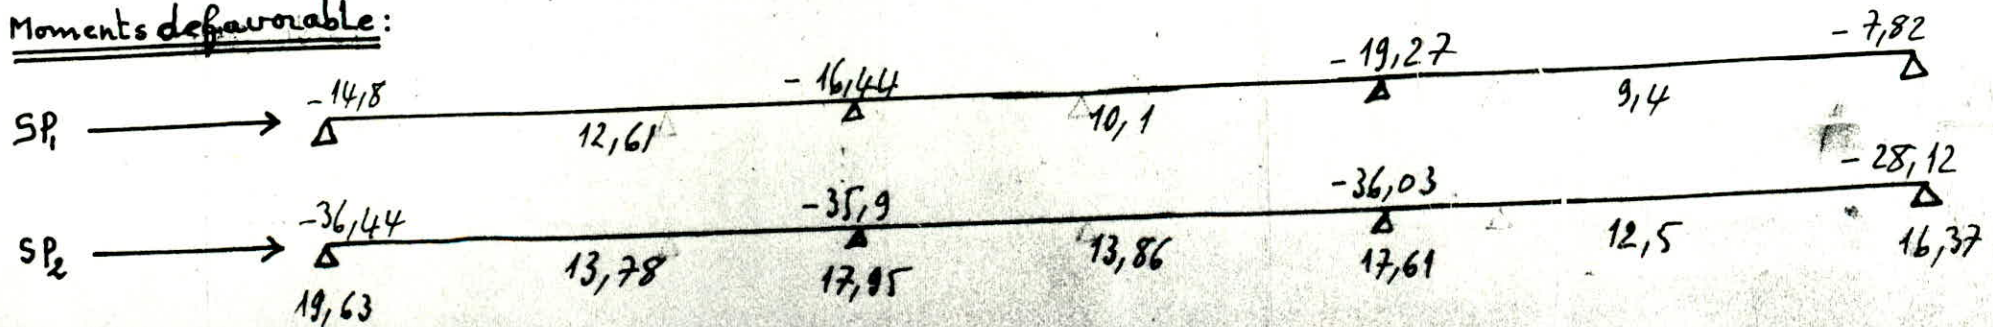 Moments defavorable:
-14,8 -16,44 -19,27 -7,82
SP₁ → 12,61 10,1 9,4
-36,44 -35,9 -36,03 -28,12
SP₂ → 13,78 13,86 12,5
19,63 17,95 17,61 16,37